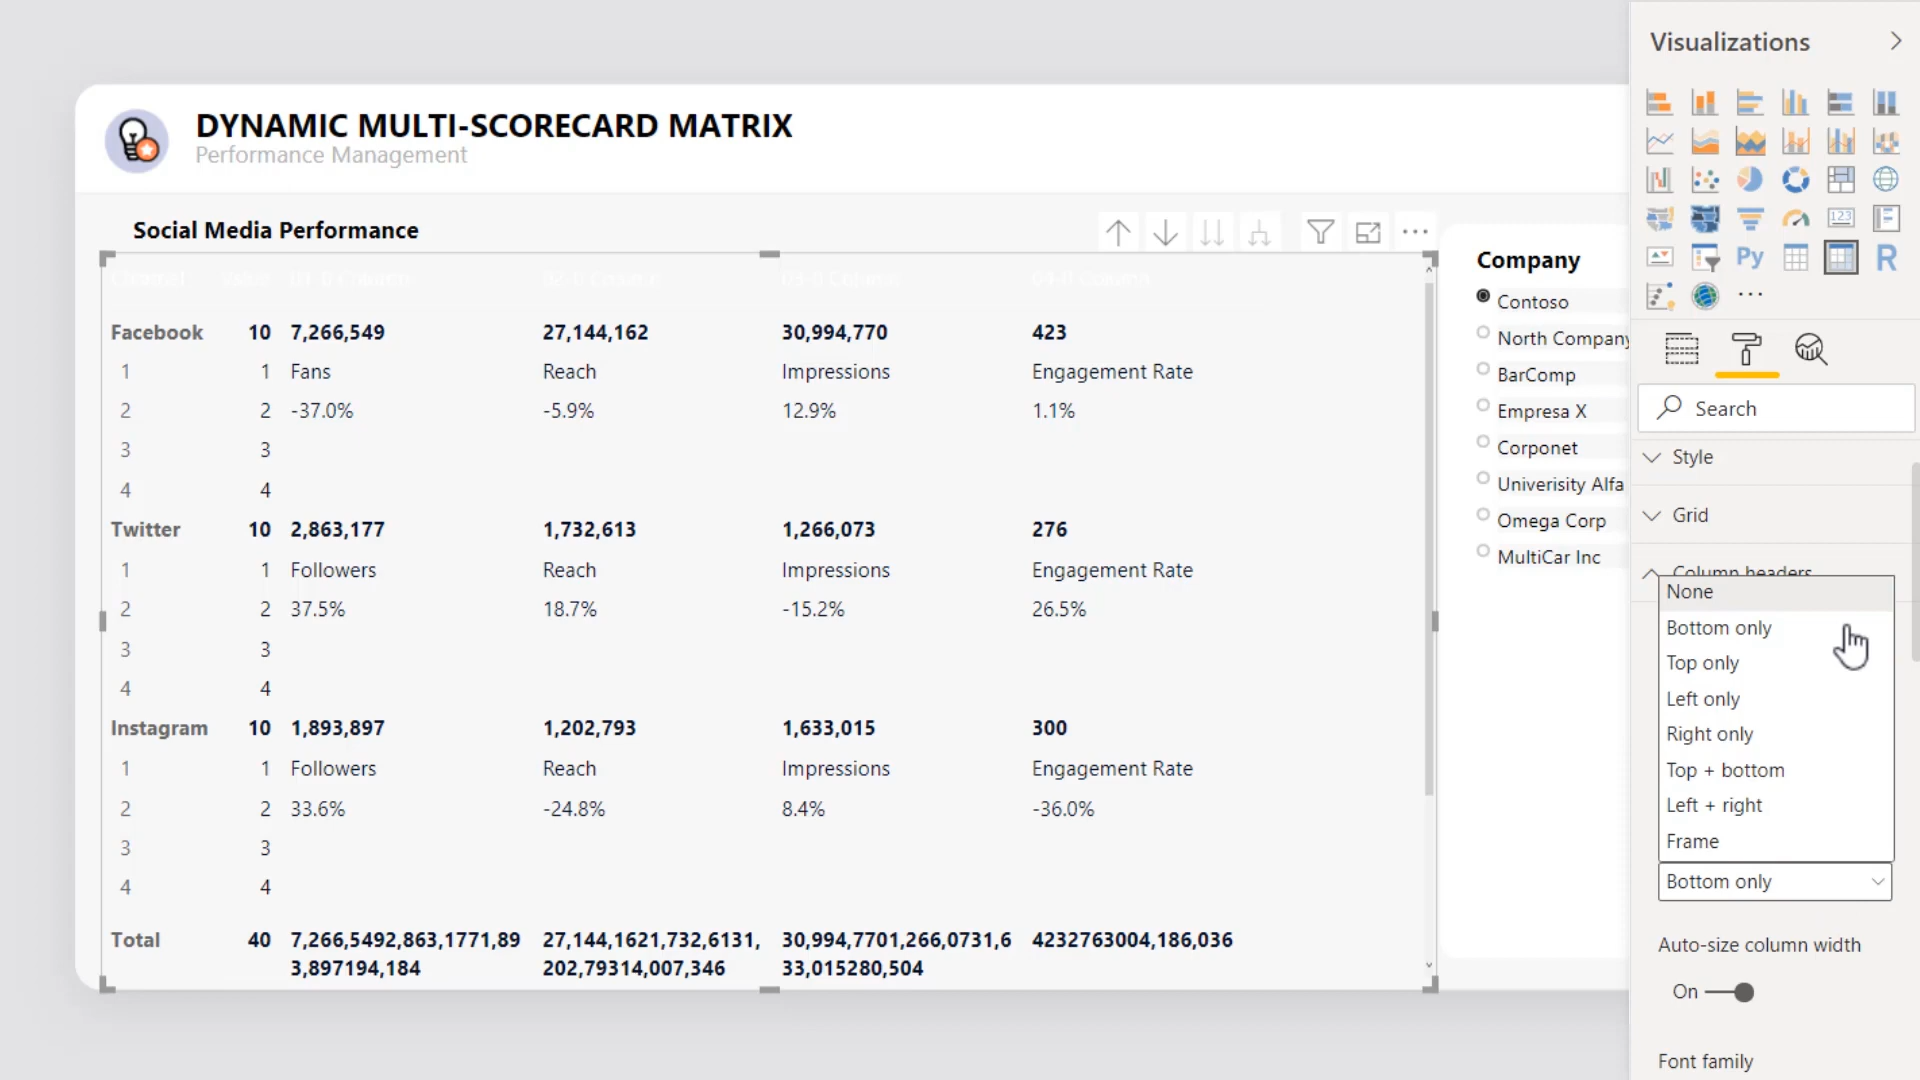 Visualizations
DYNAMIC MULTI-SCORECARD MATRIX
Performance Management
Social Media Performance
Facebook 10 7,266,549 27,144,162 30,994,770 423
1 1 Fans Reach Impressions Engagement Rate
2 2 -37.0% -5.9% 12.9% 1.1%
3 3
4 4
Twitter 10 2,863,177 1,732,613 1,266,073 276
1 1 Followers Reach Impressions Engagement Rate
2 2 37.5% 18.7% -15.2% 26.5%
3 3
4 4
Instagram 10 1,893,897 1,202,793 1,633,015 300
1 1 Followers Reach Impressions Engagement Rate
2 2 33.6% -24.8% 8.4% -36.0%
3 3
4 4
Total 40 7,266,5492,863,1771,89 27,144,1621,732,6131, 30,994,7701,266,0731,6 4232763004,186,036
3,897194,184 202,79314,007,346 33,015280,504
Company
Contoso
North Company
BarComp
Empresa X
Corponet
Univerisity Alfa
Omega Corp
MultiCar Inc
123
Py
R
Search
Style
Grid
Column headers
None
Bottom only
Top only
Left only
Right only
Top + bottom
Left + right
Frame
Bottom only
Auto-size column width
On
Font family